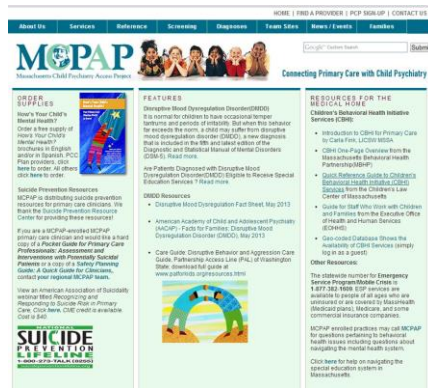 HOME | FIND A PROVIDER | PCP SIGN-UP | CONTACT US
About Us Services Reference Screening Diagnoses Team Sites News / Events Families
MCPAP
Massachusetts Child Psychiatry Access Project
Google™ Custom Search
Submit
Connecting Primary Care with Child Psychiatry
ORDER
SUPPLIES
How's Your Child's
Mental Health?
Order a free supply of
How's Your Child's
Mental Health?
brochures in English
and/or in Spanish. PCC
Plan providers, click
here to order. All others
click here to order.
Suicide Prevention Resources
MCPAP is distributing suicide prevention
resources for primary care clinicians. We
thank the Suicide Prevention Resource
Center for providing these resources!
If you are a MCPAP-enrolled MCPAP
primary care clinician and would like a hard
copy of a Pocket Guide for Primary Care
Professionals: Assessment and
Interventions with Potentially Suicidal
Patients or a copy of a Safety Planning
Guide: A Quick Guide for Clinicians,
contact your regional MCPAP team.
View an American Association of Suicidality
webinar Mind Recognizing and
Responding to Suicide Risk in Primary
Care, Click here. CME credit is available.
Cost is $40
NATIONAL
SUICIDE
PREVENTION
LIFELINE
1-800-273-TALK (8255)
FEATURES
Disruptive Mood Dysregulation Disorder(DMDD)
It is normal for children to have occasional temper
tantrums and periods of irritability. But when this behavior
far exceeds the norm, a child may suffer from disruptive
mood dysregulation disorder (DMDD), a new diagnosis
that is included in the fifth and latest edition of the
Diagnostic and Statistical Manual of Mental Disorders
(DSM-5). Read more.
Are Patients Diagnosed with Disruptive Mood
Dysregulation Disorder(DMDD) Eligible to Receive Special
Education Services ? Read more.
DMDD Resources
Disruptive Mood Dysregulation Fact Sheet, May 2013
American Academy of Child and Adolescent Psychiatry
(AACAP) - Facts for Families: Disruptive Mood
Dysregulation Disorder (DMDD), May 2013
Care Guide: Disruptive Behavior and Aggression Care
Guide, Partnership Access Line (PAL) of Washington
State; download full guide at
www.palforkids.org/resources.html
RESOURCES FOR THE
MEDICAL HOME
Children's Behavioral Health Initiative
Services (CBHI)
Introduction to CBHI for Primary Care
by Carla Fink, LICSW MSGA
CBHI One-Page Overview from the
Massachusetts Behavioral Health
Partnership(MBHP)
Quick Reference Guide to Children's
Behavioral Health Initiative (CBHI)
Services from the Children's Law
Center of Massachusetts
Guide for Staff Who Work with Children
and Families from the Executive Office
of Health and Human Services
(EOHHS)
Geo-coded Database Shows the
Availability of CBHI Services (simply
log in as a guest)
Other Resources:
The statewide number for Emergency
Service Program/Mobile Crisis is
1-877-382-1609. ESP services are
available to people of all ages who are
uninsured or are covered by MassHealth
(Medicaid plans), Medicare, and some
commercial insurance companies.
MCPAP enrolled practices may call MCPAP
for questions pertaining to behavioral
health issues including questions about
navigating the mental health system.
Click here for help on navigating the
special education system in
Massachusetts.